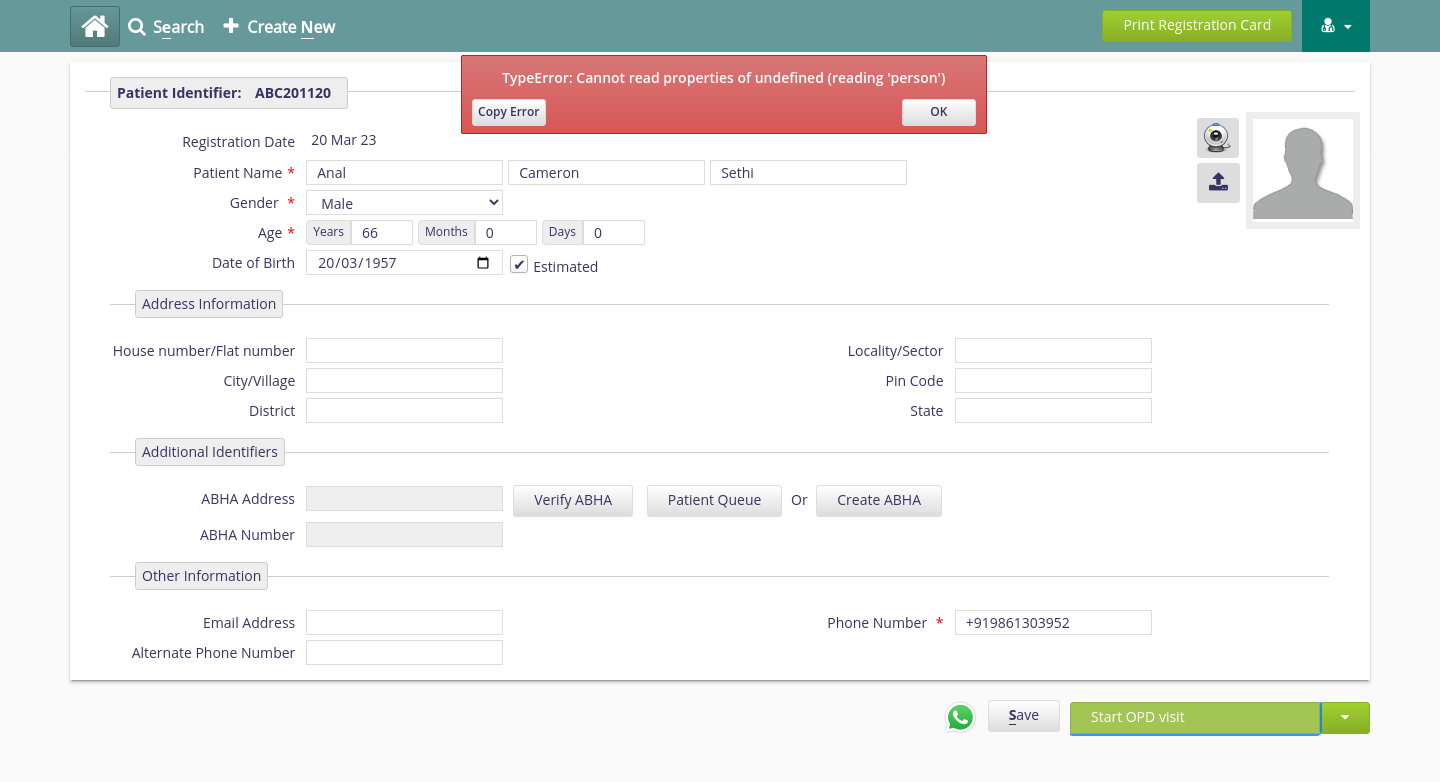 Search Create New Print Registration Card
TypeError: Cannot read properties of undefined (reading 'person')
Copy Error OK
Patient Identifier: ABC201120
Registration Date 20 Mar 23
Patient Name * Anal Cameron Sethi
Gender * Male
Age * Years 66 Months 0 Days 0
Date of Birth 20/03/1957 Estimated
Address Information
House number/Flat number Locality/Sector
City/Village Pin Code
District State
Additional Identifiers
ABHA Address Verify ABHA Patient Queue Or Create ABHA
ABHA Number
Other Information
Email Address Phone Number * +919861303952
Alternate Phone Number
Save Start OPD visit